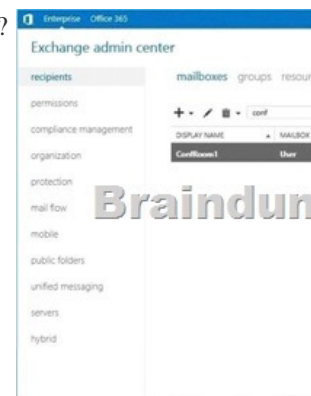 ?
Enterprise Office 365
Exchange admin center
recipients
permissions
compliance management
organization
protection
mail flow
mobile
public folders
unified messaging
servers
hybrid
mailboxes groups resour
conf
DISPLAY NAME MAILBOX
ConfRoom1 User
Braindum